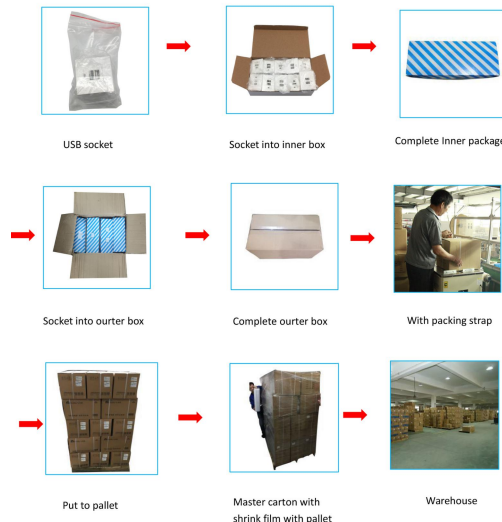 USB socket
Socket into inner box
Complete Inner package
Socket into ourter box
Complete ourter box
With packing strap
Put to pallet
Master carton with
shrink film with pallet
Warehouse